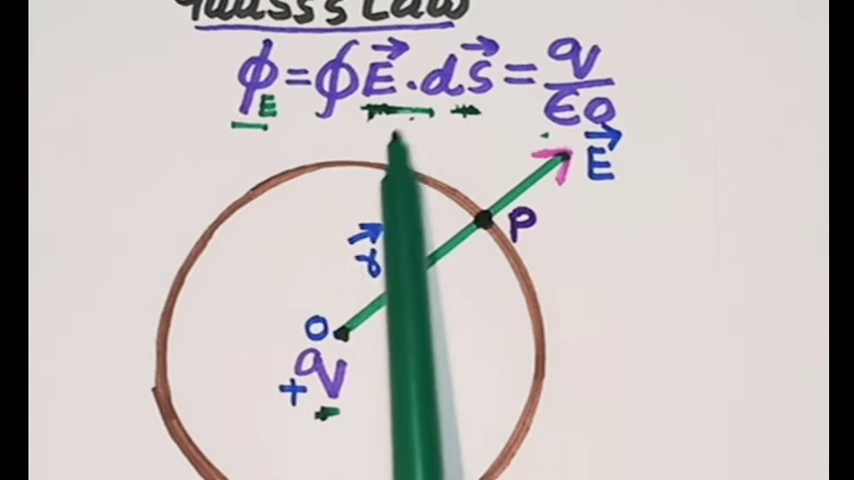 Gauss's Law
ϕE = ∮E⃗.dS⃗ = q/ϵ0
E⃗
P
r⃗
O
+q